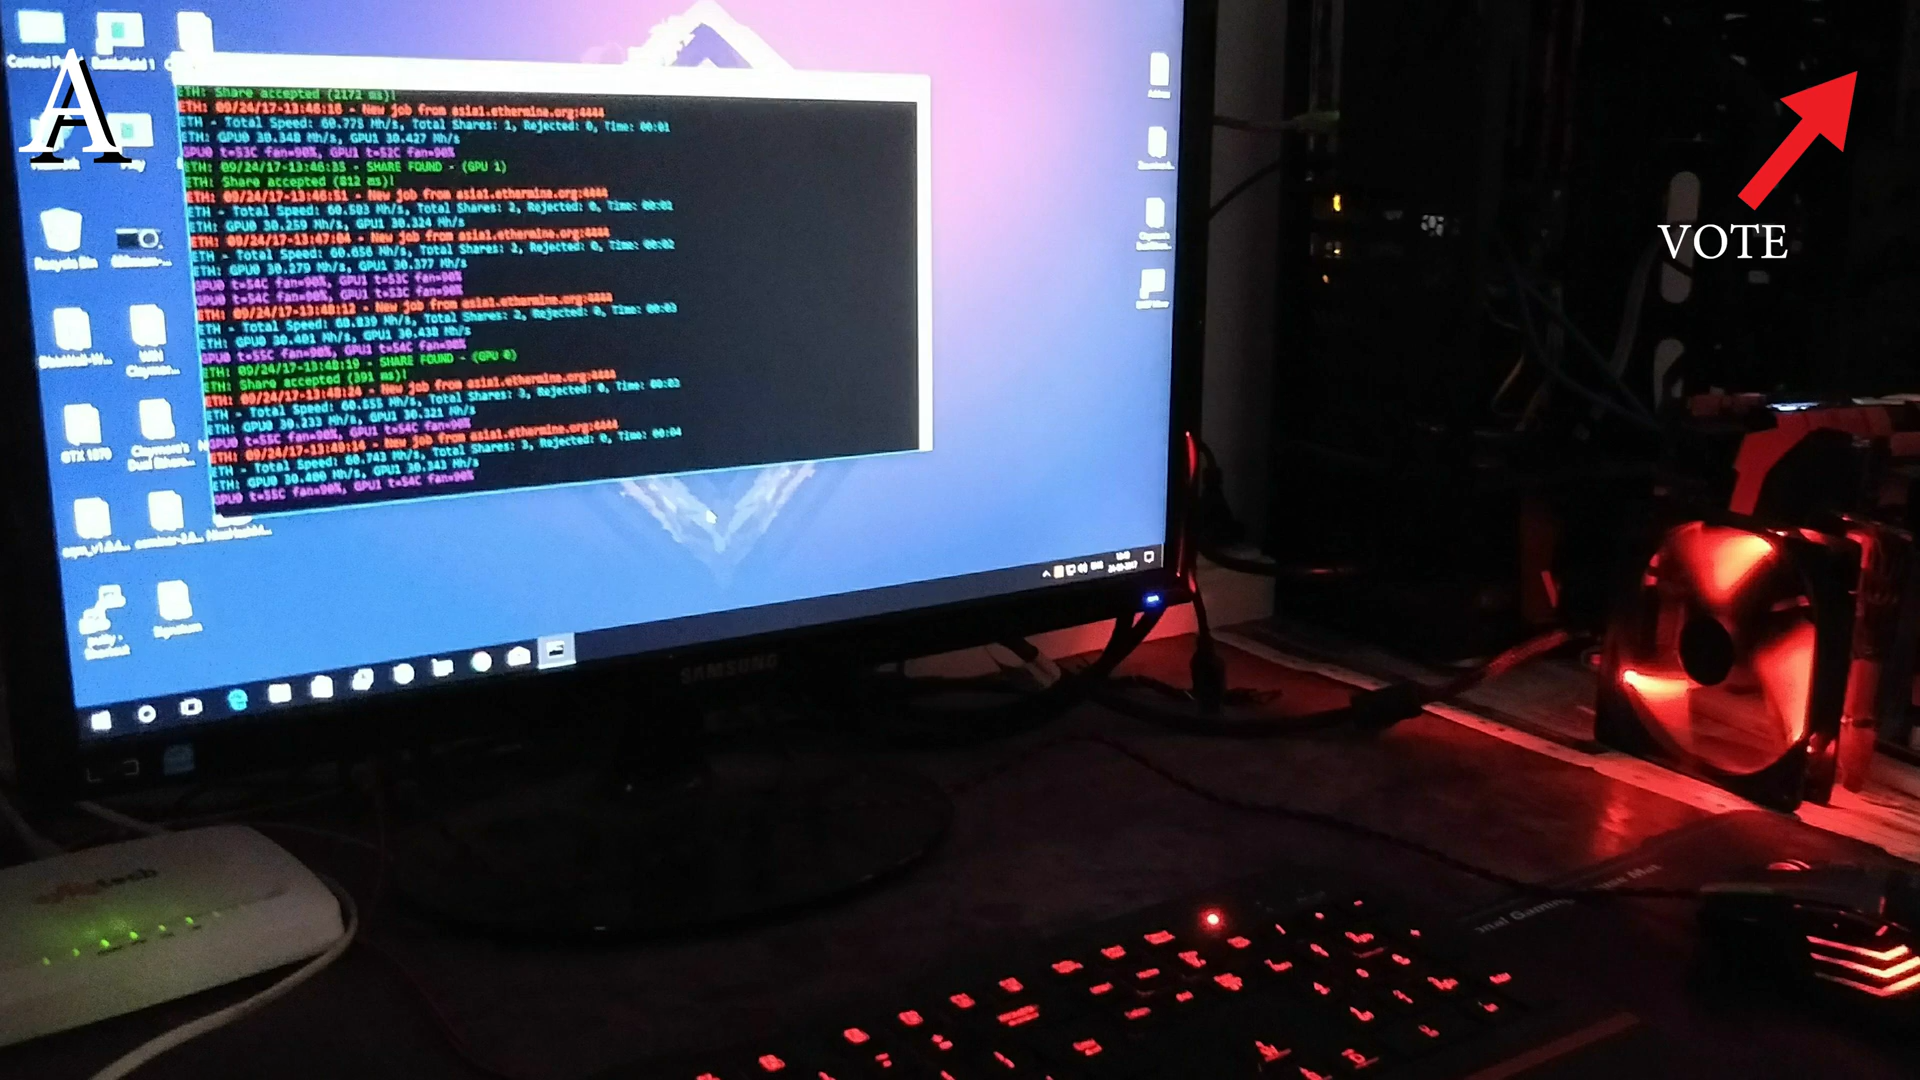 A
VOTE
ETH: Share accepted (2172 ms)!
ETH: 09/24/17-13:46:16 - New job from asia1.ethermine.org:4444
ETH - Total Speed: 60.775 Mh/s, Total Shares: 1, Rejected: 0, Time: 00:01
ETH: GPU0 30.348 Mh/s, GPU1 30.427 Mh/s
GPU0 t=53C fan=90%, GPU1 t=52C fan=90%
ETH: 09/24/17-13:46:35 - SHARE FOUND - (GPU 1)
ETH: Share accepted (812 ms)!
ETH: 09/24/17-13:46:51 - New job from asia1.ethermine.org:4444
ETH - Total Speed: 60.583 Mh/s, Total Shares: 2, Rejected: 0, Time: 00:02
ETH: GPU0 30.259 Mh/s, GPU1 30.324 Mh/s
ETH: 09/24/17-13:47:04 - New job from asia1.ethermine.org:4444
ETH - Total Speed: 60.656 Mh/s, Total Shares: 2, Rejected: 0, Time: 00:02
ETH: GPU0 30.279 Mh/s, GPU1 30.377 Mh/s
GPU0 t=54C fan=90%, GPU1 t=53C fan=90%
GPU0 t=54C fan=90%, GPU1 t=53C fan=90%
ETH: 09/24/17-13:48:12 - New job from asia1.ethermine.org:4444
ETH - Total Speed: 60.839 Mh/s, Total Shares: 2, Rejected: 0, Time: 00:03
ETH: GPU0 30.401 Mh/s, GPU1 30.438 Mh/s
GPU0 t=55C fan=90%, GPU1 t=54C fan=90%
ETH: 09/24/17-13:48:19 - SHARE FOUND - (GPU 0)
ETH: Share accepted (391 ms)!
ETH: 09/24/17-13:48:24 - New job from asia1.ethermine.org:4444
ETH - Total Speed: 60.555 Mh/s, Total Shares: 3, Rejected: 0, Time: 00:03
ETH: GPU0 30.233 Mh/s, GPU1 30.321 Mh/s
GPU0 t=55C fan=90%, GPU1 t=54C fan=90%
ETH: 09/24/17-13:49:14 - New job from asia1.ethermine.org:4444
ETH - Total Speed: 60.743 Mh/s, Total Shares: 3, Rejected: 0, Time: 00:04
ETH: GPU0 30.400 Mh/s, GPU1 30.343 Mh/s
GPU0 t=55C fan=90%, GPU1 t=54C fan=90%
Battlefield 1
Recycle Bin
GTX 1070
Claymore's
SAMSUNG